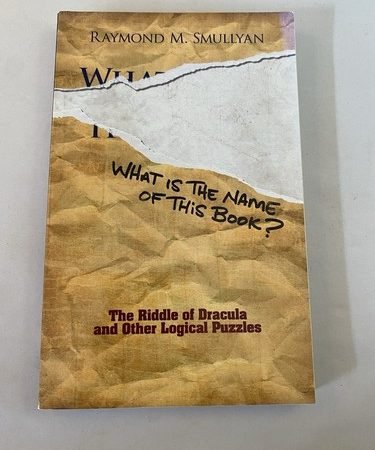 RAYMOND M. SMULLYAN
WHAT IS THE NAME
OF THIS BOOK?
The Riddle of Dracula
and Other Logical Puzzles